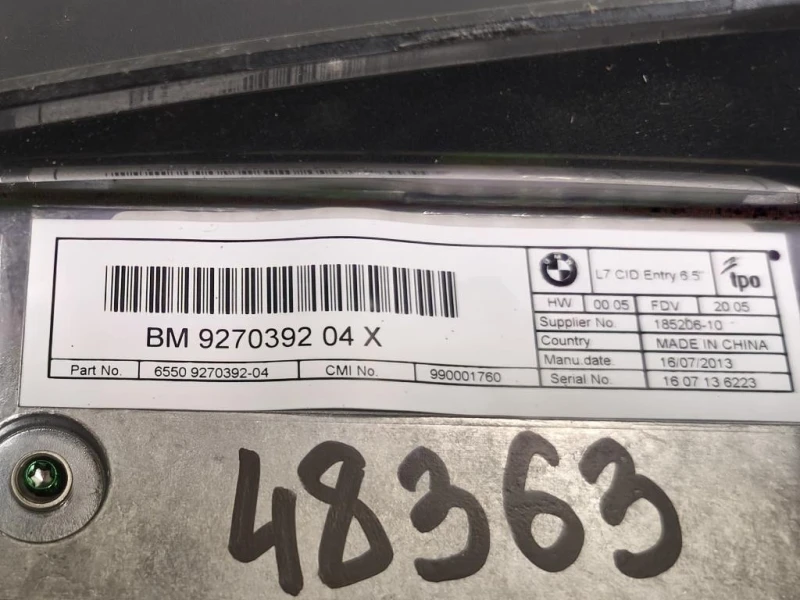 BM 9270392 04 X
Part No. 6550 9270392-04 CMI No. 990001760
L7 CID Entry 6.5" tpo
HW 00 05 FDV 20 05
Supplier No. 185206-10
Country MADE IN CHINA
Manu.date. 16/07/2013
Serial No. 16 07 13 6223
48363